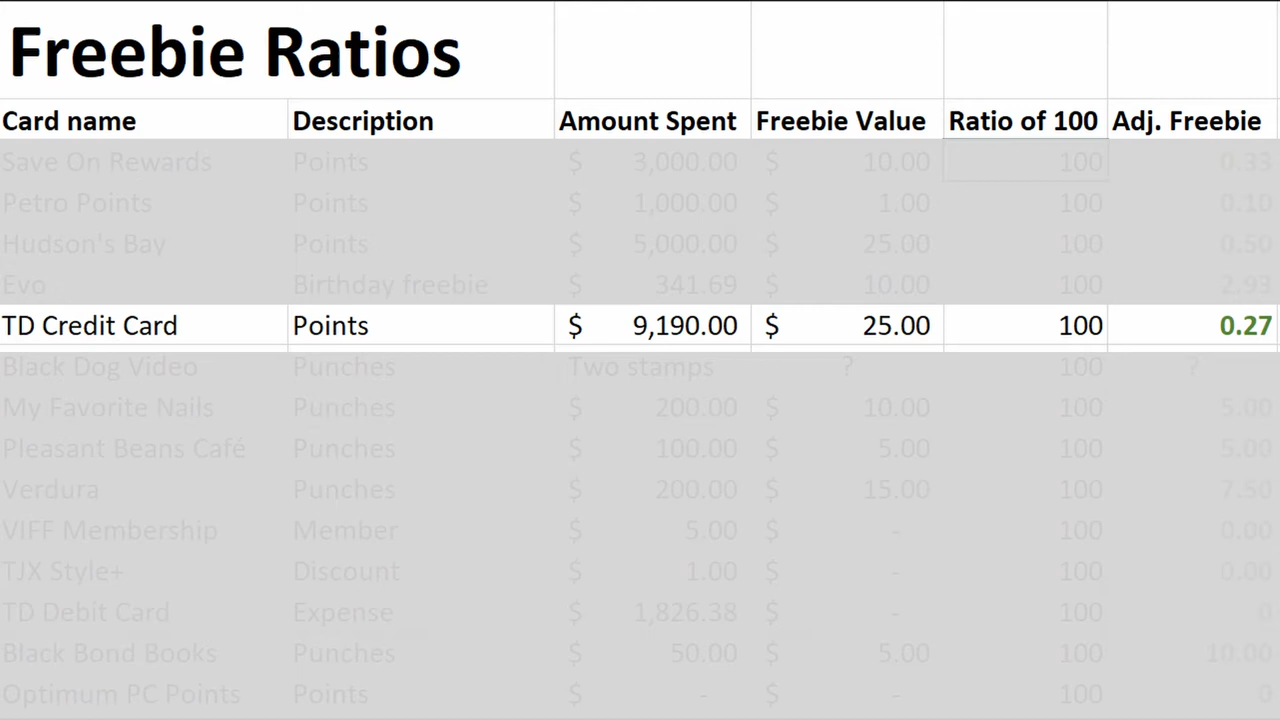 Freebie Ratios
Card name Description Amount Spent Freebie Value Ratio of 100 Adj. Freebie
Save On Rewards Points $ 3,000.00 $ 10.00 100 0.33
Petro Points Points $ 1,000.00 $ 1.00 100 0.10
Hudson's Bay Points $ 5,000.00 $ 25.00 100 0.50
Evo Birthday freebie $ 341.69 $ 10.00 100 2.93
TD Credit Card Points $ 9,190.00 $ 25.00 100 0.27
Black Dog Video Punches Two stamps ? 100 ?
My Favorite Nails Punches $ 200.00 $ 10.00 100 5.00
Pleasant Beans Café Punches $ 100.00 $ 5.00 100 5.00
Verdura Punches $ 200.00 $ 15.00 100 7.50
VIFF Membership Member $ 5.00 $ - 100 0.00
TJX Style+ Discount $ 1.00 $ - 100 0.00
TD Debit Card Expense $ 1,826.38 $ - 100 0
Black Bond Books Punches $ 50.00 $ 5.00 100 10.00
Optimum PC Points Points $ - $ - 100 0